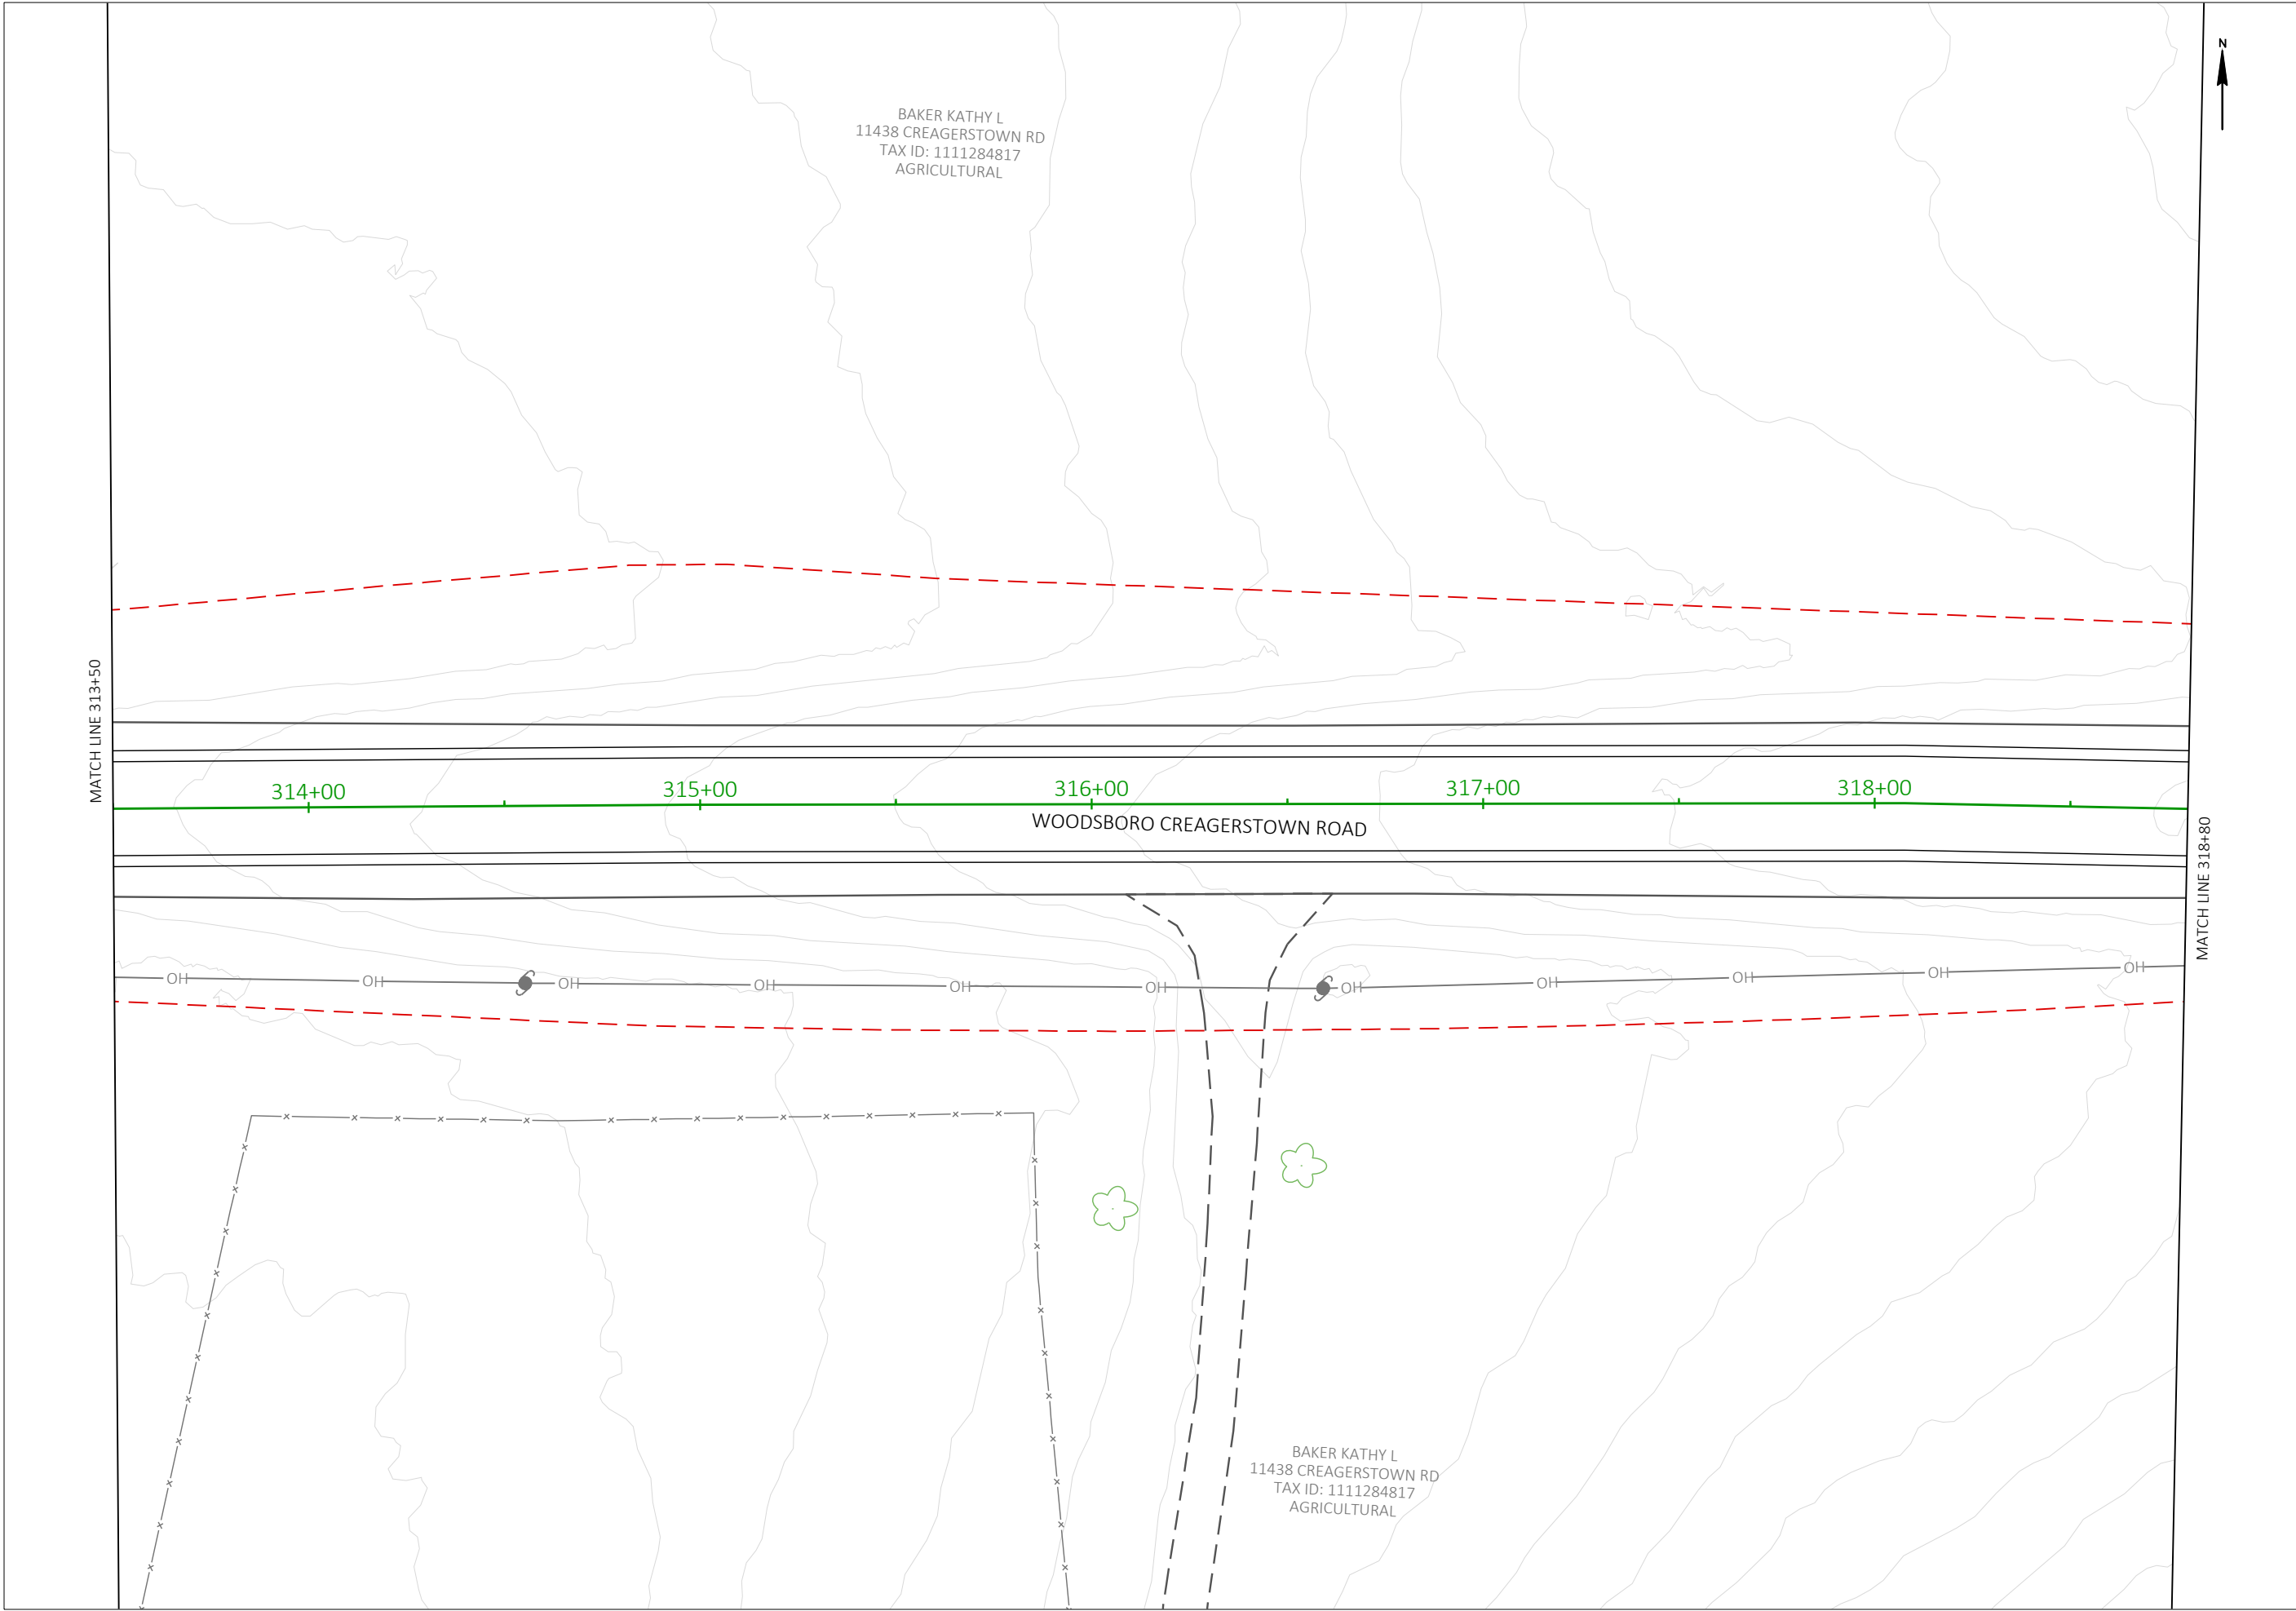 N
BAKER KATHY L
11438 CREAGERSTOWN RD
TAX ID: 1111284817
AGRICULTURAL
MATCH LINE 313+50
314+00
315+00
316+00
317+00
318+00
WOODSBORO CREAGERSTOWN ROAD
MATCH LINE 318+80
OH
OH
OH
OH
OH
OH
OH
OH
OH
OH
OH
BAKER KATHY L
11438 CREAGERSTOWN RD
TAX ID: 1111284817
AGRICULTURAL